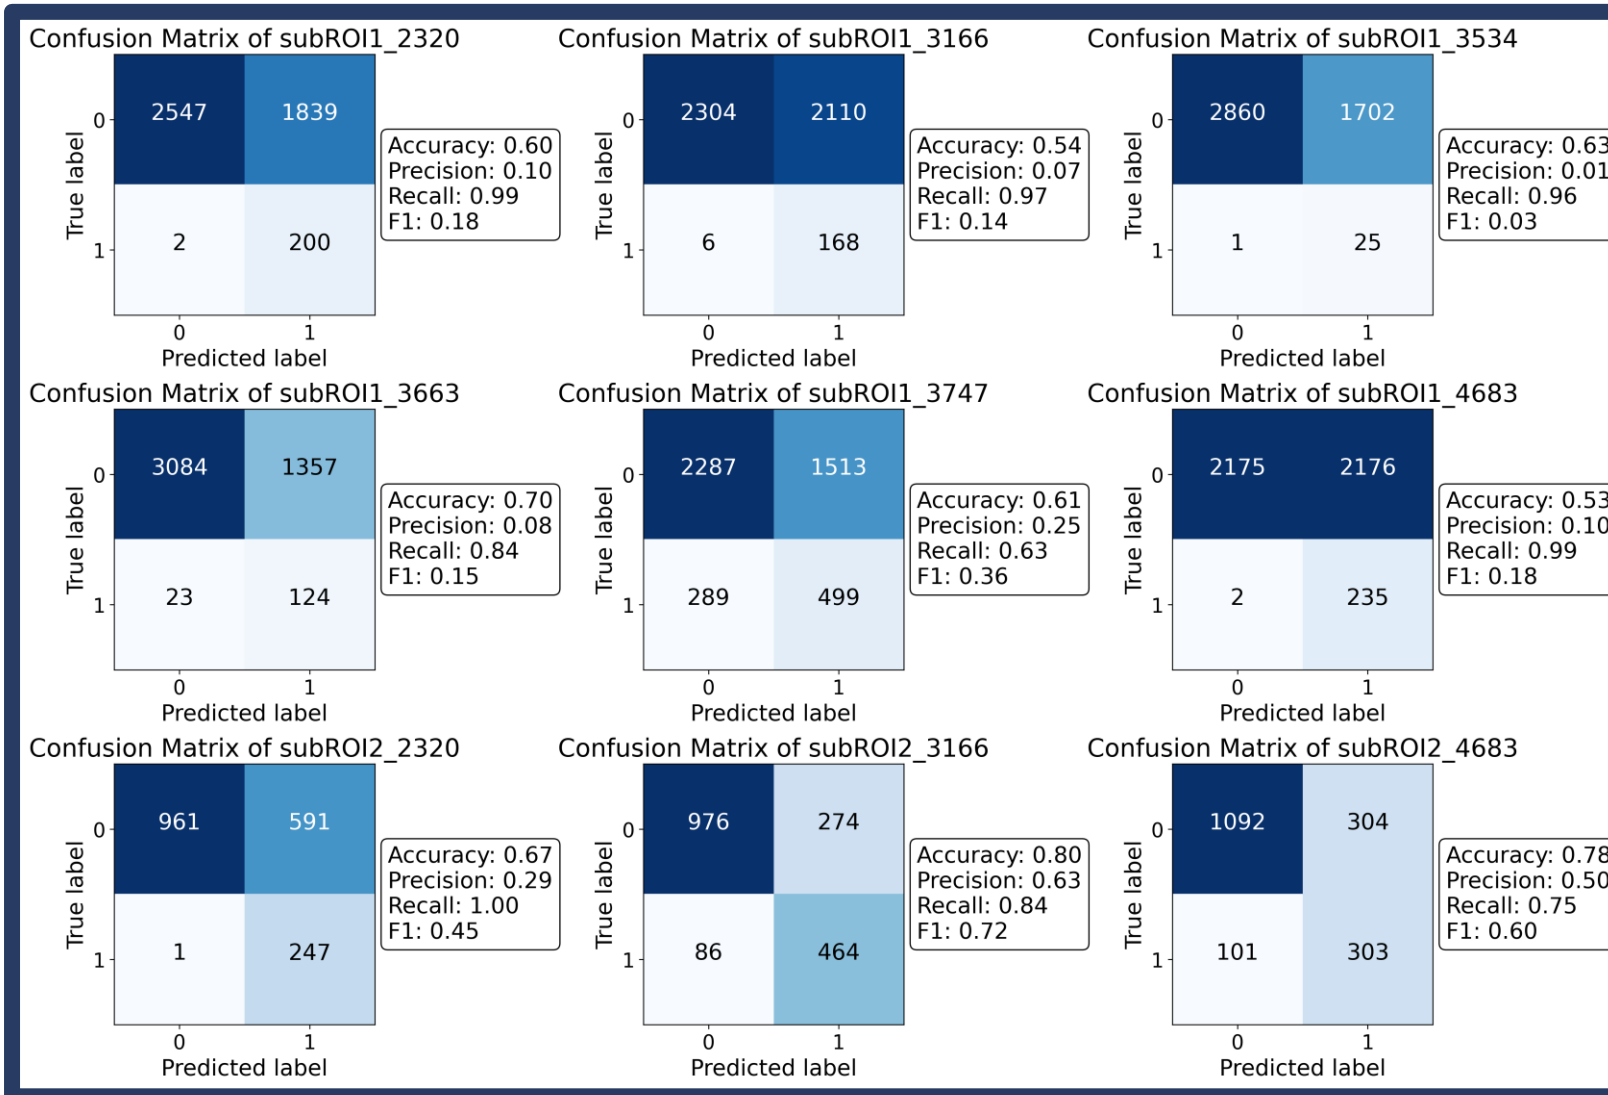 Confusion Matrix of subROI1_2320
True label
0
1
2547
1839
2
200
0
1
Predicted label
Accuracy: 0.60
Precision: 0.10
Recall: 0.99
F1: 0.18
Confusion Matrix of subROI1_3166
True label
0
1
2304
2110
6
168
0
1
Predicted label
Accuracy: 0.54
Precision: 0.07
Recall: 0.97
F1: 0.14
Confusion Matrix of subROI1_3534
True label
0
1
2860
1702
1
25
0
1
Predicted label
Accuracy: 0.63
Precision: 0.01
Recall: 0.96
F1: 0.03
Confusion Matrix of subROI1_3663
True label
0
1
3084
1357
23
124
0
1
Predicted label
Accuracy: 0.70
Precision: 0.08
Recall: 0.84
F1: 0.15
Confusion Matrix of subROI1_3747
True label
0
1
2287
1513
289
499
0
1
Predicted label
Accuracy: 0.61
Precision: 0.25
Recall: 0.63
F1: 0.36
Confusion Matrix of subROI1_4683
True label
0
1
2175
2176
2
235
0
1
Predicted label
Accuracy: 0.53
Precision: 0.10
Recall: 0.99
F1: 0.18
Confusion Matrix of subROI2_2320
True label
0
1
961
591
1
247
0
1
Predicted label
Accuracy: 0.67
Precision: 0.29
Recall: 1.00
F1: 0.45
Confusion Matrix of subROI2_3166
True label
0
1
976
274
86
464
0
1
Predicted label
Accuracy: 0.80
Precision: 0.63
Recall: 0.84
F1: 0.72
Confusion Matrix of subROI2_4683
True label
0
1
1092
304
101
303
0
1
Predicted label
Accuracy: 0.78
Precision: 0.50
Recall: 0.75
F1: 0.60